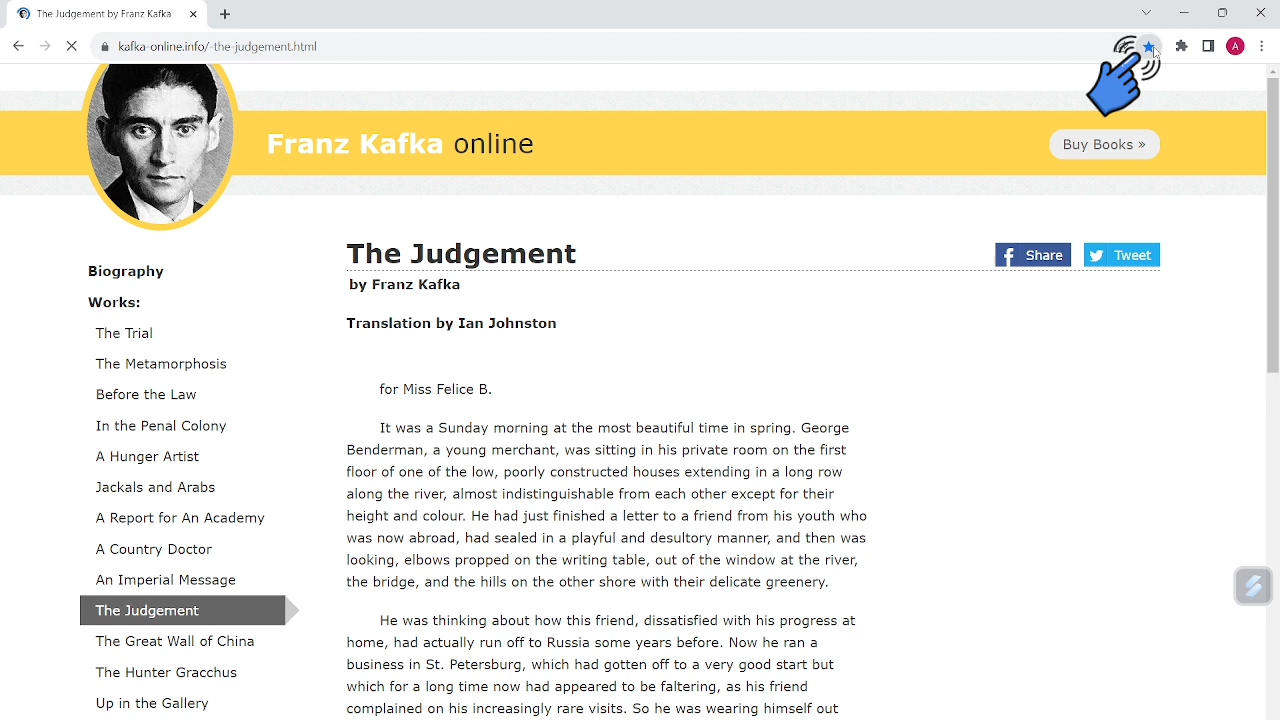 The Judgement by Franz Kafka
kafka-online.info/-the-judgement.html
A
Franz Kafka online
Buy Books »
Biography
Works:
The Trial
The Metamorphosis
Before the Law
In the Penal Colony
A Hunger Artist
Jackals and Arabs
A Report for An Academy
A Country Doctor
An Imperial Message
The Judgement
The Great Wall of China
The Hunter Gracchus
Up in the Gallery
The Judgement
Share
Tweet
by Franz Kafka
Translation by Ian Johnston
for Miss Felice B.
It was a Sunday morning at the most beautiful time in spring. George
Benderman, a young merchant, was sitting in his private room on the first
floor of one of the low, poorly constructed houses extending in a long row
along the river, almost indistinguishable from each other except for their
height and colour. He had just finished a letter to a friend from his youth who
was now abroad, had sealed in a playful and desultory manner, and then was
looking, elbows propped on the writing table, out of the window at the river,
the bridge, and the hills on the other shore with their delicate greenery.
He was thinking about how this friend, dissatisfied with his progress at
home, had actually run off to Russia some years before. Now he ran a
business in St. Petersburg, which had gotten off to a very good start but
which for a long time now had appeared to be faltering, as his friend
complained on his increasingly rare visits. So he was wearing himself out